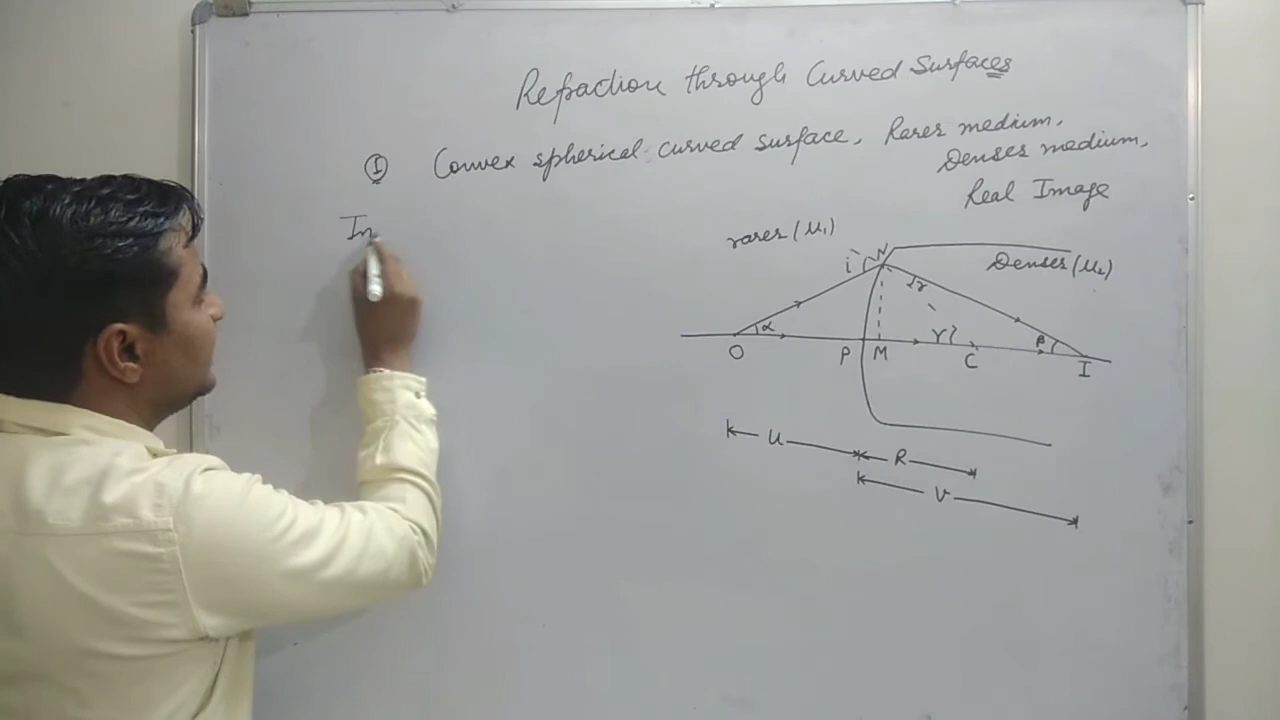 Refraction through Curved Surfaces
I Convex spherical curved surface, Rarer medium,
Denser medium,
Real Image
In
rarer (μ₁)
i N
Denser (μ₂)
∠r
α γ β
O P M C I
u R
v